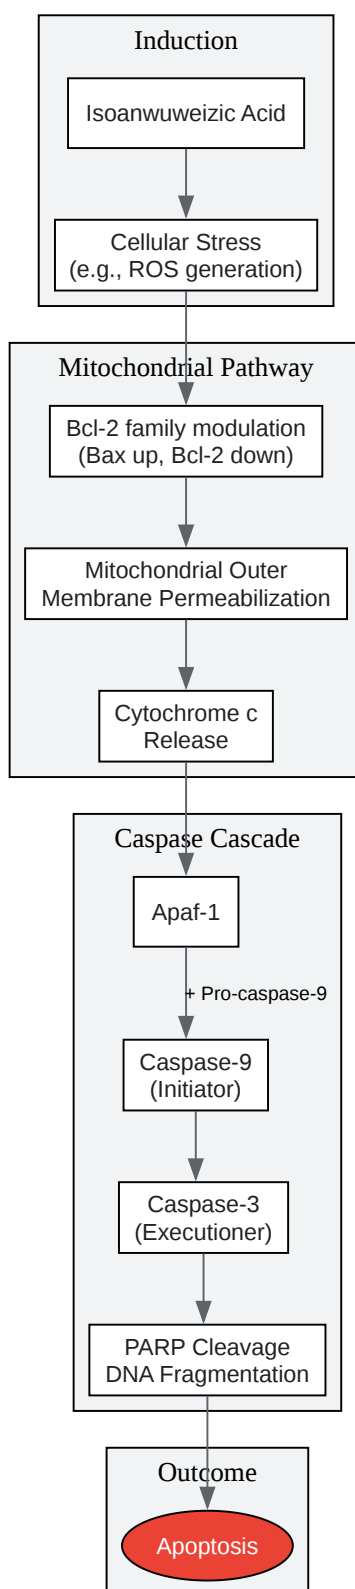 Induction
Isoanwuweizic Acid
Cellular Stress
(e.g., ROS generation)
Mitochondrial Pathway
Bcl-2 family modulation
(Bax up, Bcl-2 down)
Mitochondrial Outer
Membrane Permeabilization
Cytochrome c
Release
Caspase Cascade
Apaf-1
+ Pro-caspase-9
Caspase-9
(Initiator)
Caspase-3
(Executioner)
PARP Cleavage
DNA Fragmentation
Outcome
Apoptosis